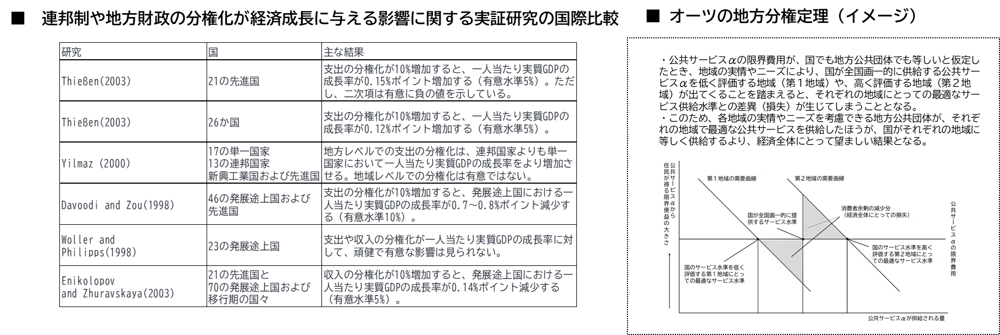 ■ 連邦制や地方財政の分権化が経済成長に与える影響に関する実証研究の国際比較
研究 国 主な結果
Thießen(2003)
21の先進国
支出の分権化が10%増加すると、一人当たり実質GDPの
成長率が0.15%ポイント増加する（有意水準5%）。ただ
し、二次項は有意に負の値を示している。
Thießen(2003)
26か国
支出の分権化が10%増加すると、一人当たり実質GDPの
成長率が0.12%ポイント増加する（有意水準5%）。
Yilmaz (2000)
17の単一国家
13の連邦国家
新興工業国および先進国
地方レベルでの支出の分権化は、連邦国家よりも単一
国家において一人当たり実質GDPの成長率をより増加さ
せる。地域レベルでの分権化は有意ではない。
Davoodi and Zou(1998)
46の発展途上国および
先進国
支出の分権化が10%増加すると、発展途上国における一
人当たり実質GDPの成長率が0.7～0.8%ポイント減少す
る（有意水準10%）。
Woller and
Philipps(1998)
23の発展途上国
支出や収入の分権化が一人当たり実質GDPの成長率に対
して、頑健で有意な影響は見られない。
Enikolopov
and Zhuravskaya(2003)
21の先進国と
70の発展途上国および
移行期の国々
収入の分権化が10%増加すると、発展途上国における一
人当たり実質GDPの成長率が0.14%ポイント減少する
（有意水準5%）。
■ オーツの地方分権定理（イメージ）
・公共サービスαの限界費用が、国でも地方公共団体でも等しいと仮定し
たとき、地域の実情やニーズにより、国が全国画一的に供給する公共サー
ビスαを低く評価する地域（第１地域）や、高く評価する地域（第２地
域）が出てくることを踏まえると、それぞれの地域にとっての最適なサー
ビス供給水準との差異（損失）が生じてしまうこととなる。
・このため、各地域の実情やニーズを考慮できる地方公共団体が、それぞ
れの地域で最適な公共サービスを供給したほうが、国がそれぞれの地域に
等しく供給するより、経済全体にとって望ましい結果となる。
公共サービスαから
住民が得る限界便益の大きさ
第１地域の需要曲線
第２地域の需要曲線
国が全国画一的に提
供するサービス水準
消費者余剰の減少分
（経済全体にとっての損失）
国のサービス水準を高く
評価する第２地域にとっ
ての最適なサービス水準
国のサービス水準を低く
評価する第１地域にとっ
ての最適なサービス水準
公共サービスαの限界費用
公共サービスαが供給される量